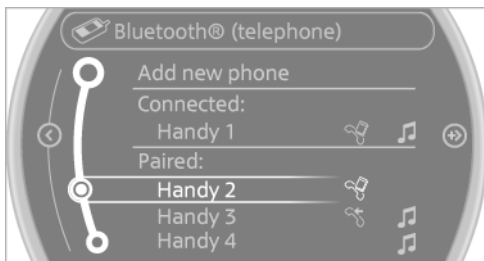 Bluetooth® (telephone)
Add new phone
Connected:
Handy 1
Paired:
Handy 2
Handy 3
Handy 4